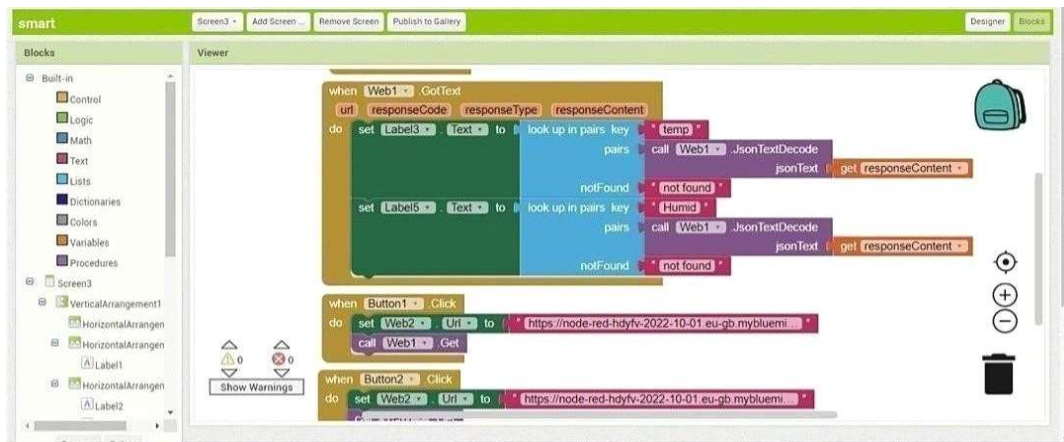 smart Screen3 Add Screen ... Remove Screen Publish to Gallery Designer Blocks
Blocks Viewer
Built-in
Control
Logic
Math
Text
Lists
Dictionaries
Colors
Variables
Procedures
Screen3
VerticalArrangement1
HorizontalArrangen
HorizontalArrangen
Label1
HorizontalArrangen
Label2
when Web1 .GotText
url responseCode responseType responseContent
do set Label3 . Text to look up in pairs key " temp "
pairs call Web1 .JsonTextDecode
jsonText get responseContent
notFound " not found "
set Label5 . Text to look up in pairs key " Humid "
pairs call Web1 .JsonTextDecode
jsonText get responseContent
notFound " not found "
when Button1 .Click
do set Web2 . Url to " https://node-red-hdyfv-2022-10-01.eu-gb.mybluemi... "
call Web1 .Get
when Button2 .Click
do set Web2 . Url to " https://node-red-hdyfv-2022-10-01.eu-gb.mybluemi... "
0 0
Show Warnings